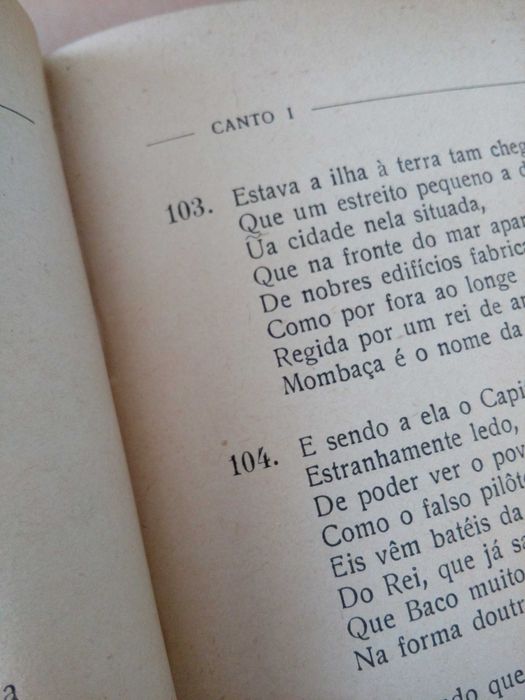 CANTO I
103. Estava a ilha à terra tam
Que um estreito pequeno a
Ũa cidade nela situada,
Que na fronte do mar
De nobres edifícios
Como por fora ao longe
Regida por um rei de
Mombaça é o nome da
104. E sendo a ela o
Estranhamente ledo,
De poder ver o
Como o falso
Eis vêm batéis da
Do Rei, que já
Que Baco muito
Na forma
que
a